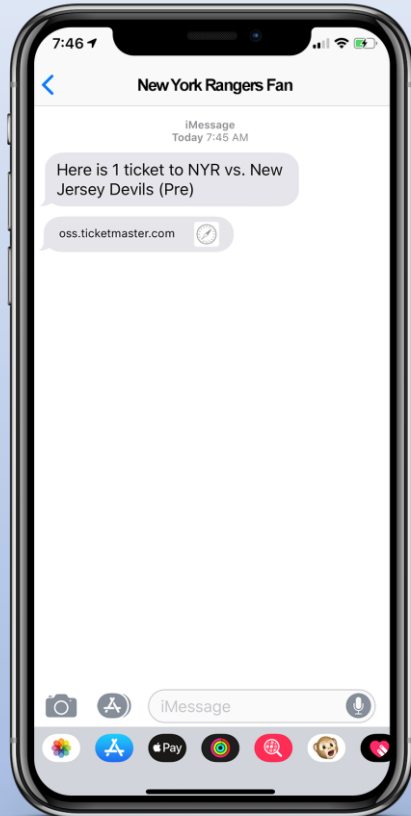 7:46
New York Rangers Fan
iMessage
Today 7:45 AM
Here is 1 ticket to NYR vs. New
Jersey Devils (Pre)
oss.ticketmaster.com
iMessage
Pay